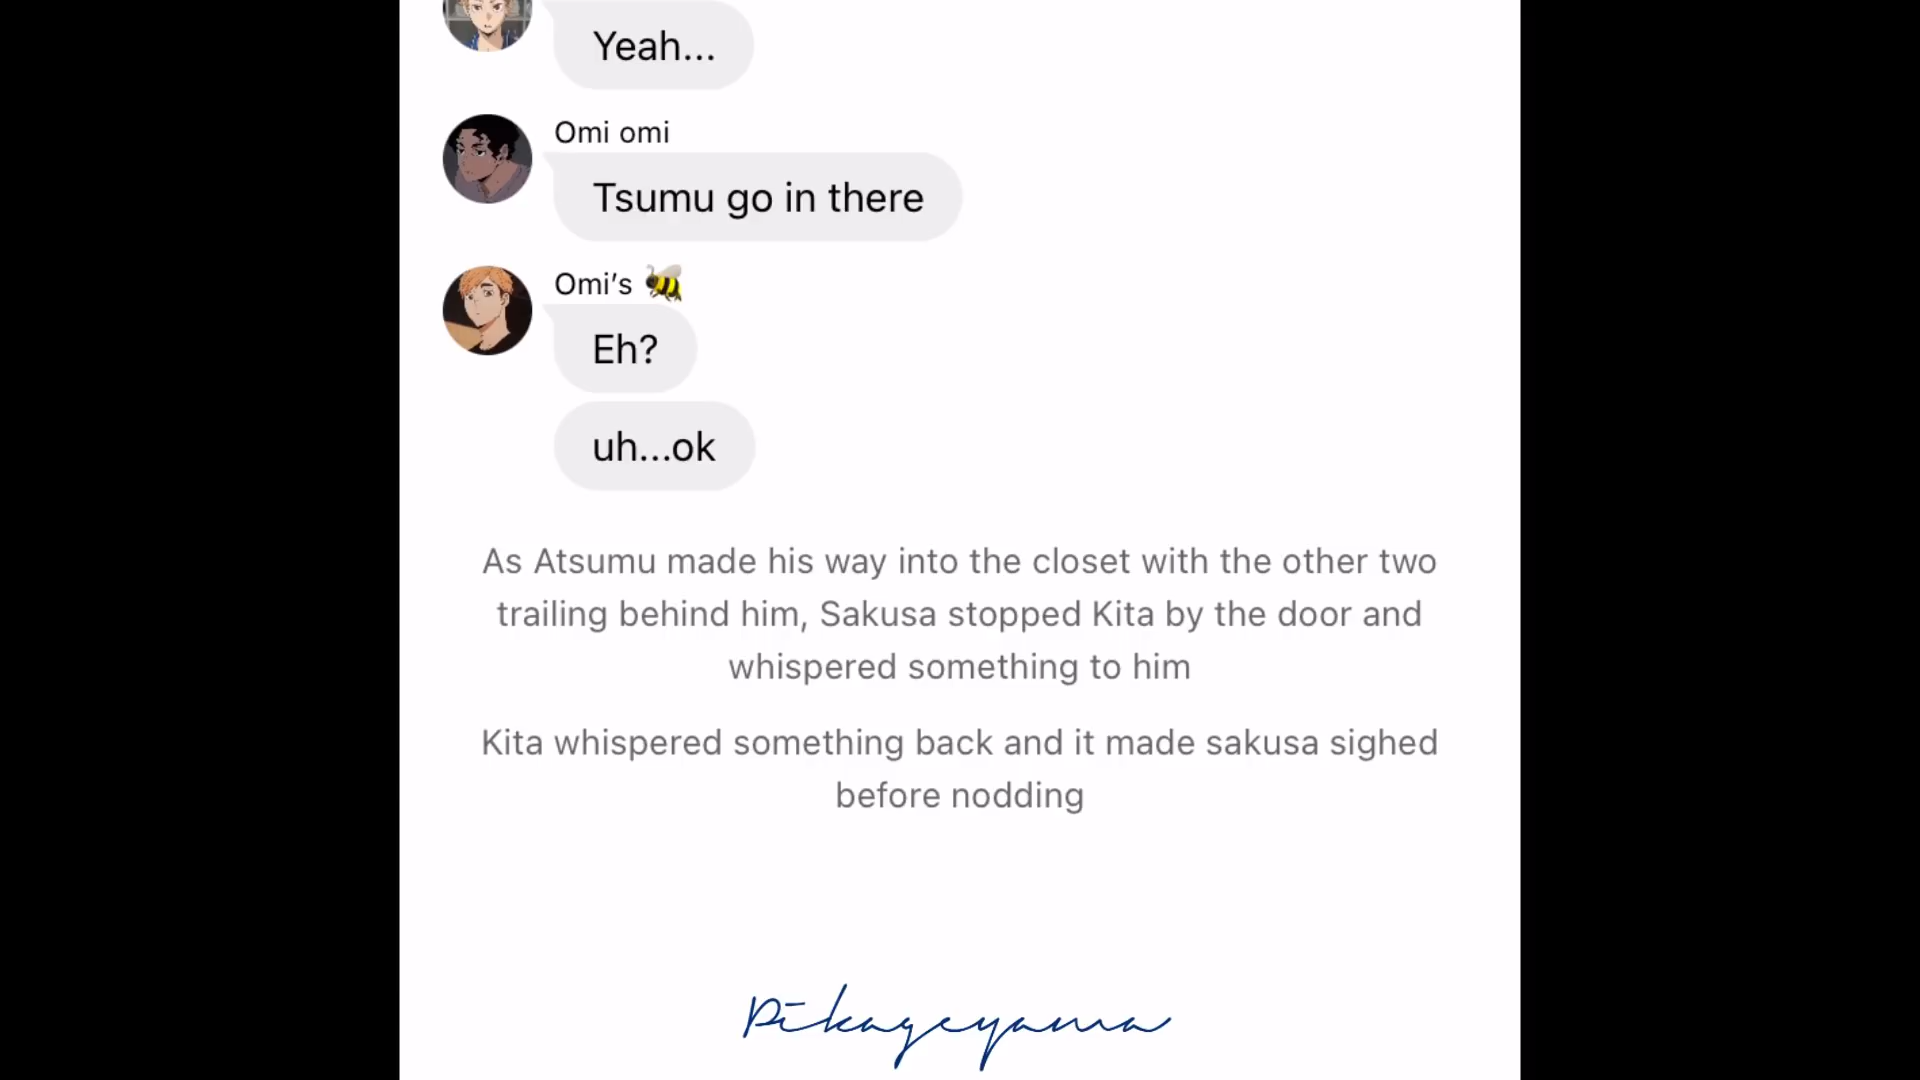 Yeah...
Omi omi
Tsumu go in there
Omi's 🐝
Eh?
uh...ok
As Atsumu made his way into the closet with the other two
trailing behind him, Sakusa stopped Kita by the door and
whispered something to him
Kita whispered something back and it made sakusa sighed
before nodding
Pikageyama